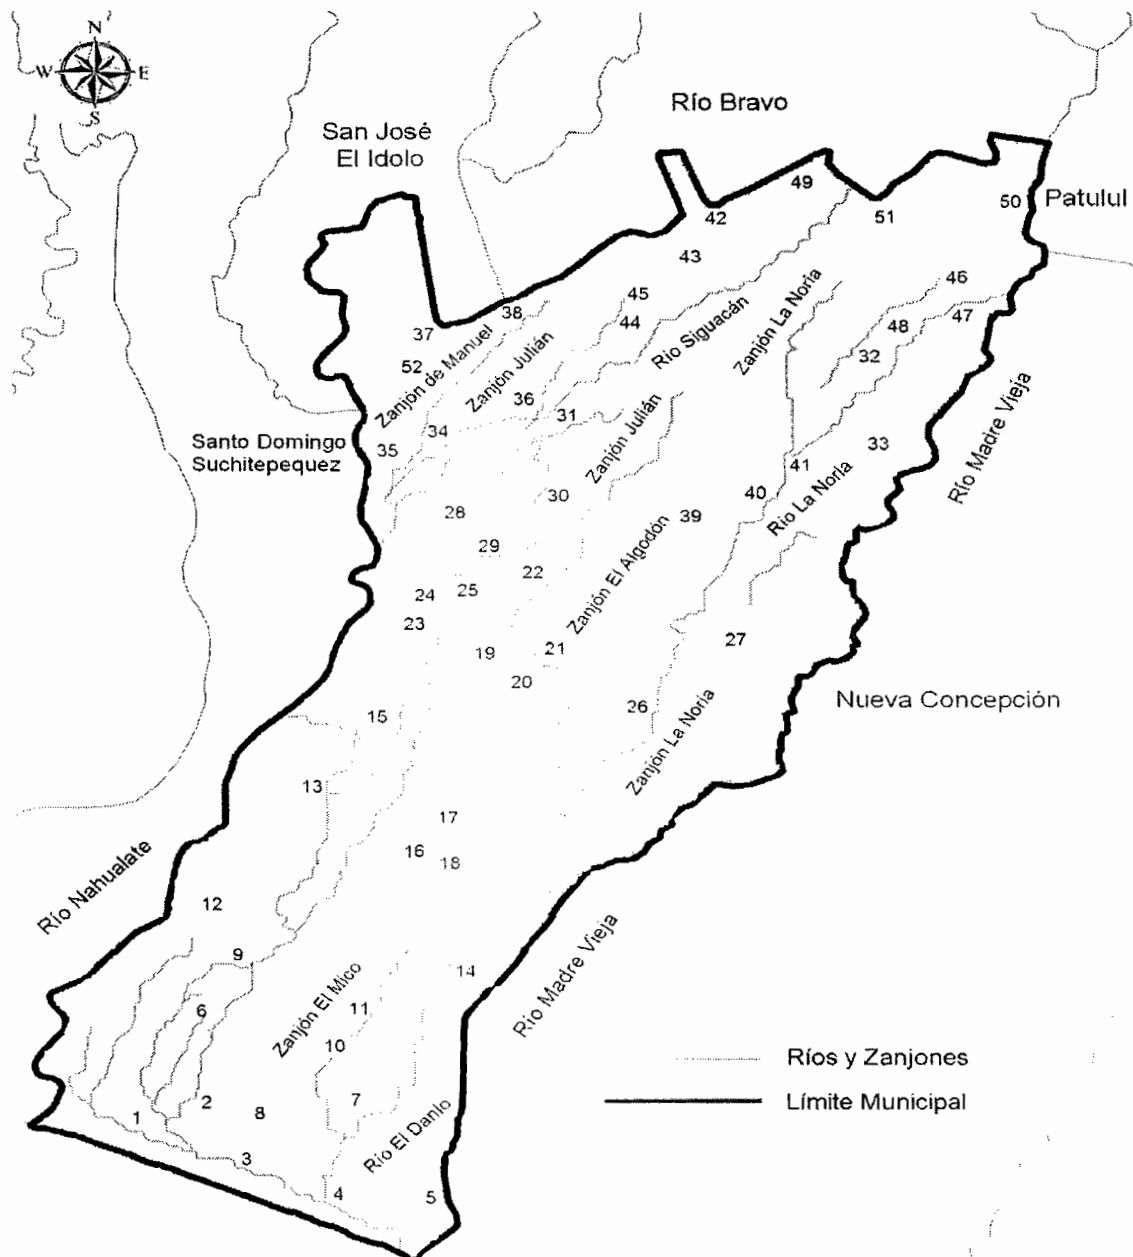 N
W E
S
Río Bravo
San José
El Idolo
49
50
Patulul
42
51
43
46
45
38
47
44
48
37
Río Siguacán
Zanjón La Noria
32
52
Zanjón de Manuel
Zanjón Julián
36
31
34
Santo Domingo
Suchitepequez
35
Zanjón Julián
33
Río Madre Vieja
41
40
Río La Noria
30
28
39
29
Zanjón El Algodón
22
25
24
23
27
21
19
20
26
15
Nueva Concepción
Zanjón La Noria
13
17
16
18
Río Nahualate
12
9
Río Madre Vieja
14
Zanjón El Mico
6
11
10
Ríos y Zanjones
2
7
Límite Municipal
1
8
Río El Danlo
3
4
5